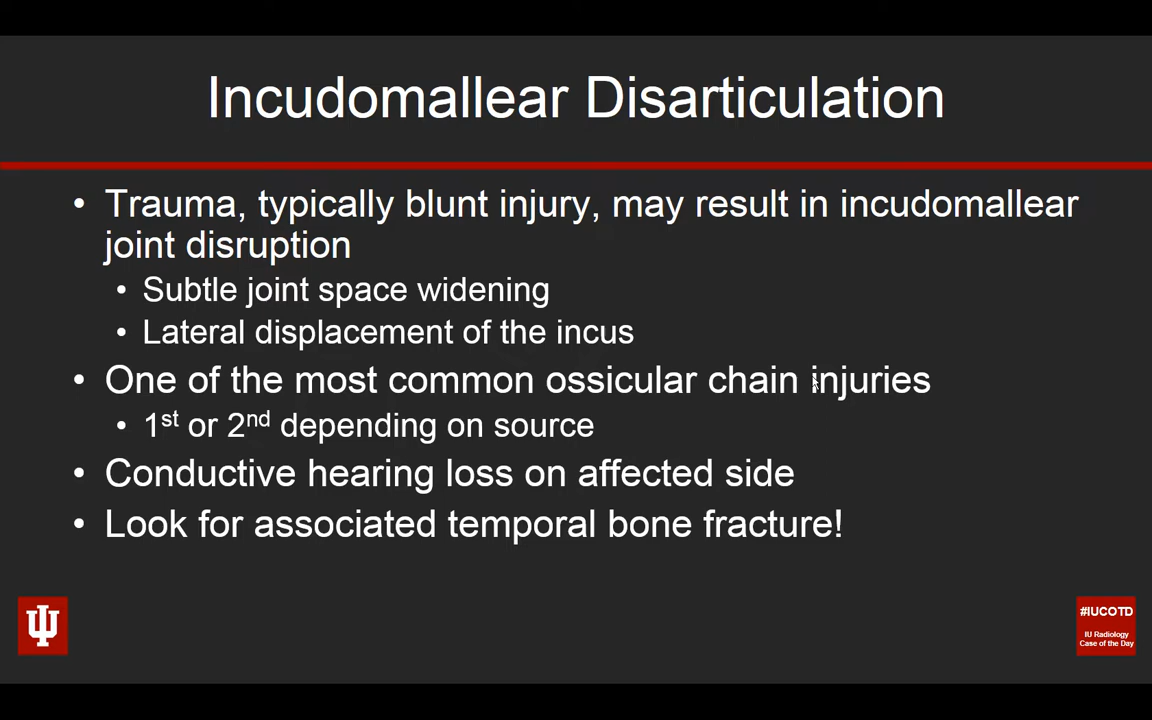 Incudomallear Disarticulation
• Trauma, typically blunt injury, may result in incudomallear
joint disruption
• Subtle joint space widening
• Lateral displacement of the incus
• One of the most common ossicular chain injuries
• 1st or 2nd depending on source
• Conductive hearing loss on affected side
• Look for associated temporal bone fracture!
#IUCOTD
IU Radiology
Case of the Day